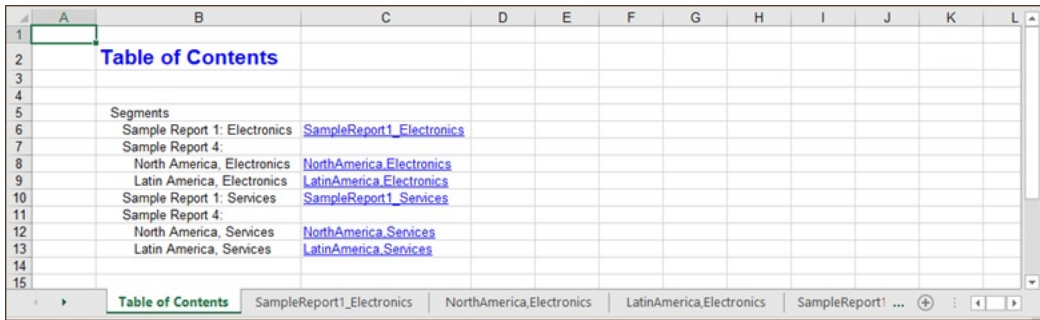 A B C D E F G H I J K L
1
2 Table of Contents
3
4
5 Segments
6 Sample Report 1: Electronics SampleReport1_Electronics
7 Sample Report 4:
8 North America, Electronics NorthAmerica,Electronics
9 Latin America, Electronics LatinAmerica,Electronics
10 Sample Report 1: Services SampleReport1_Services
11 Sample Report 4:
12 North America, Services NorthAmerica,Services
13 Latin America, Services LatinAmerica,Services
14
15
Table of Contents SampleReport1_Electronics NorthAmerica,Electronics LatinAmerica,Electronics SampleReport1 ...